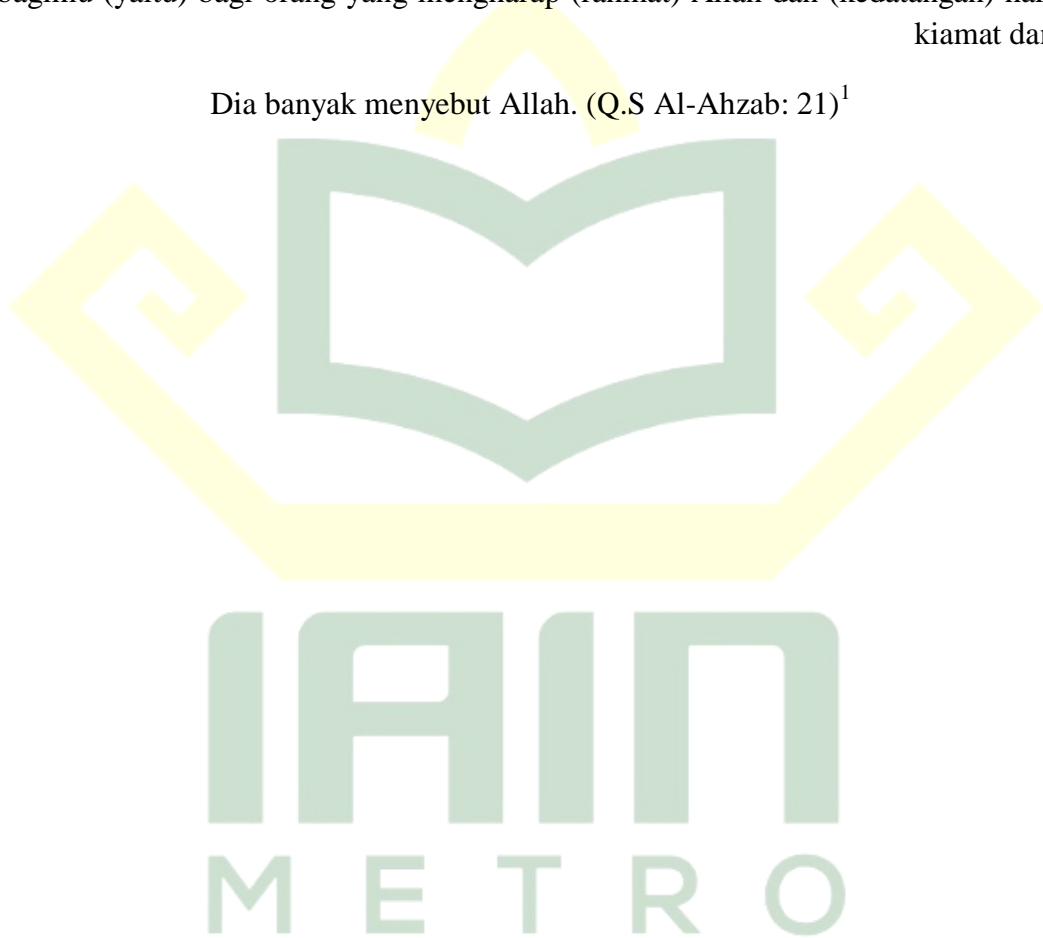 bagimu (yaitu) bagi orang yang mengharap (rahmat) Allah dan (kedatangan)
kiamat dan
Dia banyak menyebut Allah. (Q.S Al-Ahzab: 21)¹
IAIN
METRO